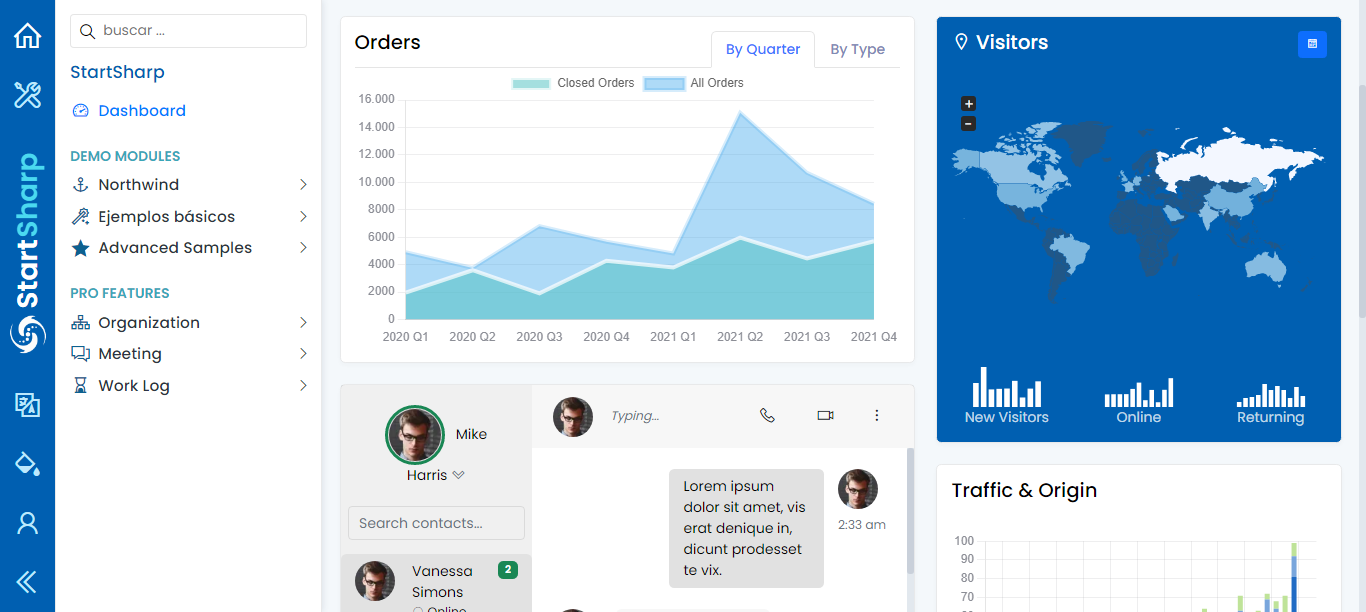 StartSharp
buscar ...
StartSharp
Dashboard
DEMO MODULES
Northwind
Ejemplos básicos
Advanced Samples
PRO FEATURES
Organization
Meeting
Work Log
Orders
By Quarter
By Type
Closed Orders
All Orders
16.000
14.000
12.000
10.000
8000
6000
4000
2000
0
2020 Q1 2020 Q2 2020 Q3 2020 Q4 2021 Q1 2021 Q2 2021 Q3 2021 Q4
Mike
Harris
Search contacts...
Vanessa
Simons
2
Online
Typing...
Lorem ipsum
dolor sit amet, vis
erat denique in,
dicunt prodesset
te vix.
2:33 am
Visitors
+
−
New Visitors
Online
Returning
Traffic & Origin
100
90
80
70